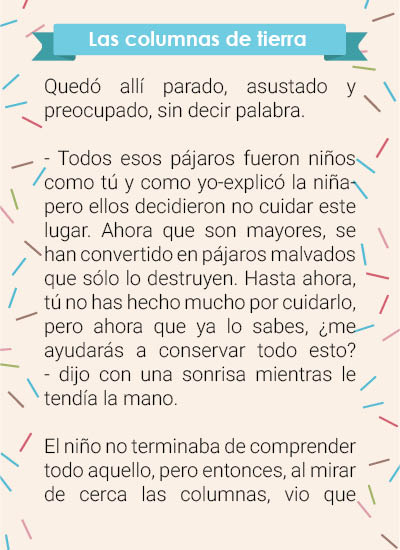 Las columnas de tierra
Quedó allí parado, asustado y
preocupado, sin decir palabra.
- Todos esos pájaros fueron niños
como tú y como yo-explicó la niña-
pero ellos decidieron no cuidar este
lugar. Ahora que son mayores, se
han convertido en pájaros malvados
que sólo lo destruyen. Hasta ahora,
tú no has hecho mucho por cuidarlo,
pero ahora que ya lo sabes, ¿me
ayudarás a conservar todo esto?
- dijo con una sonrisa mientras le
tendía la mano.
El niño no terminaba de comprender
todo aquello, pero entonces, al mirar
de cerca las columnas, vio que